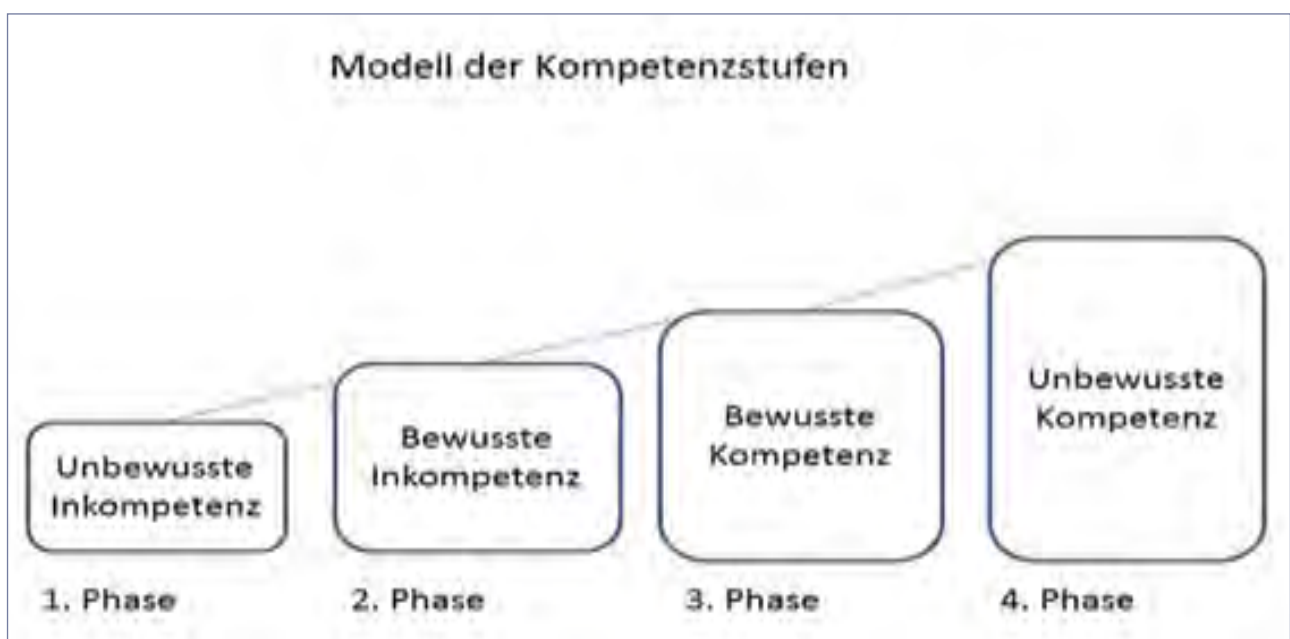 Modell der Kompetenzstufen
Unbewusste
Inkompetenz
Bewusste
Inkompetenz
Bewusste
Kompetenz
Unbewusste
Kompetenz
1. Phase
2. Phase
3. Phase
4. Phase